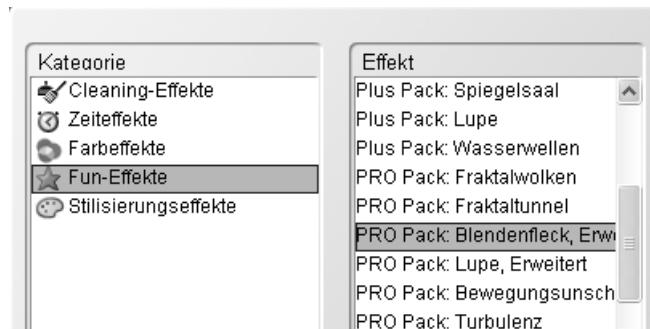 Kategorie
Cleaning-Effekte
Zeiteffekte
Farbeffekte
Fun-Effekte
Stilisierungseffekte
Effekt
Plus Pack: Spiegelsaal
Plus Pack: Lupe
Plus Pack: Wasserwellen
PRO Pack: Fraktalwolken
PRO Pack: Fraktaltunnel
PRO Pack: Blendenfleck, Erw
PRO Pack: Lupe, Erweitert
PRO Pack: Bewegungsunsch
PRO Pack: Turbulenz